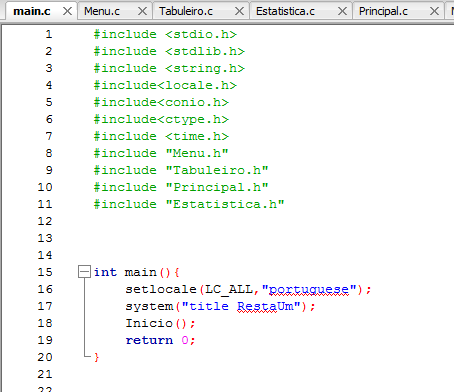 main.c Menu.c Tabuleiro.c Estatistica.c Principal.c
1 #include <stdio.h>
2 #include <stdlib.h>
3 #include <string.h>
4 #include<locale.h>
5 #include<conio.h>
6 #include<ctype.h>
7 #include <time.h>
8 #include "Menu.h"
9 #include "Tabuleiro.h"
10 #include "Principal.h"
11 #include "Estatistica.h"
12
13
14
15 int main(){
16 setlocale(LC_ALL,"portuguese");
17 system("title RestaUm");
18 Inicio();
19 return 0;
20 }
21
22